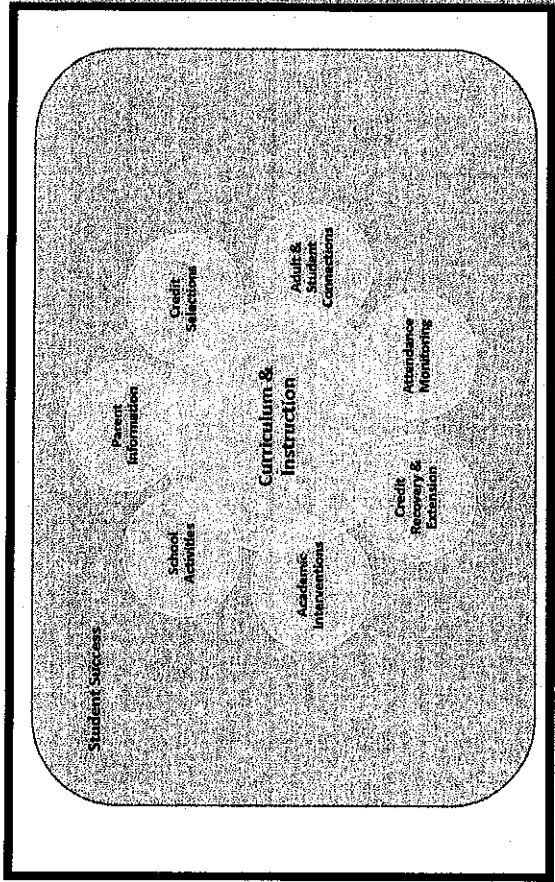 Student Success
Parent
Information
Credit
Selections
Adult &
Student
Connections
Attendance
Monitoring
Credit
Recovery &
Extension
Academic
Interventions
School
Activities
Curriculum &
Instruction